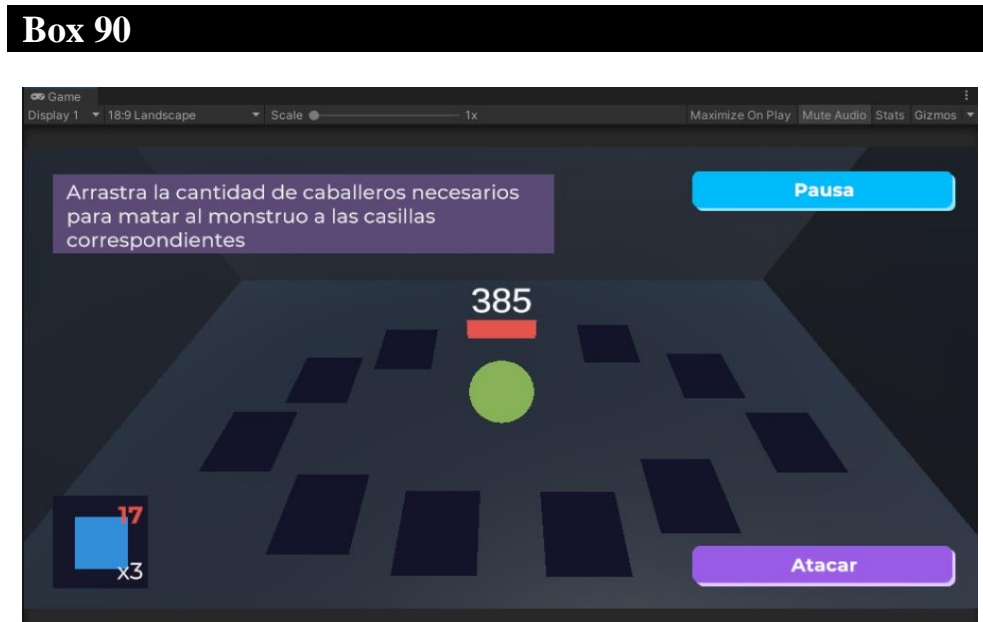 Box 90
Game
Display 1 18:9 Landscape Scale 1x Maximize On Play Mute Audio Stats Gizmos
Arrastra la cantidad de caballeros necesarios
para matar al monstruo a las casillas
correspondientes
Pausa
385
17
x3
Atacar